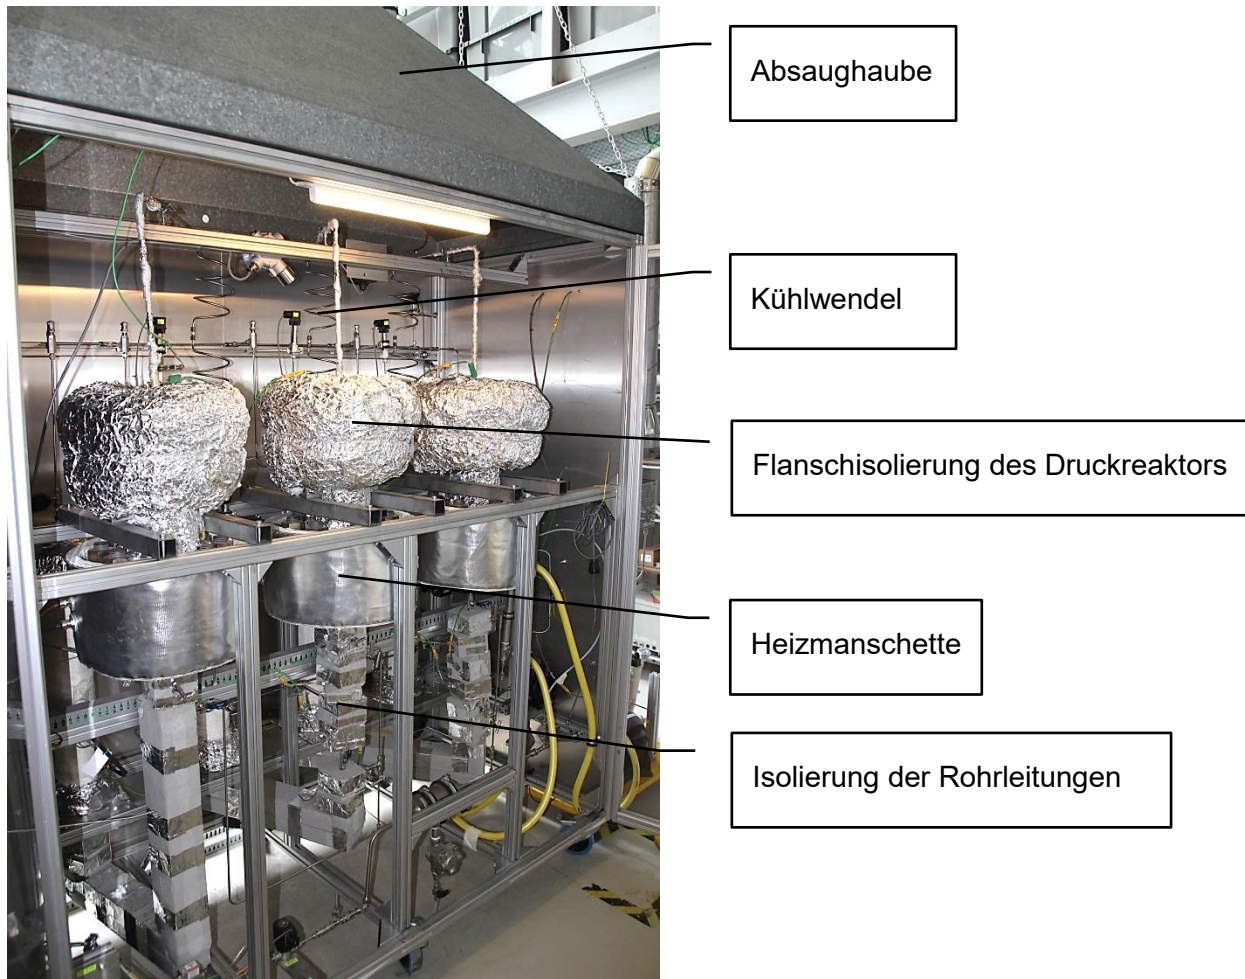 Absaughaube
Kühlwendel
Flanschisolierung des Druckreaktors
Heizmanschette
Isolierung der Rohrleitungen